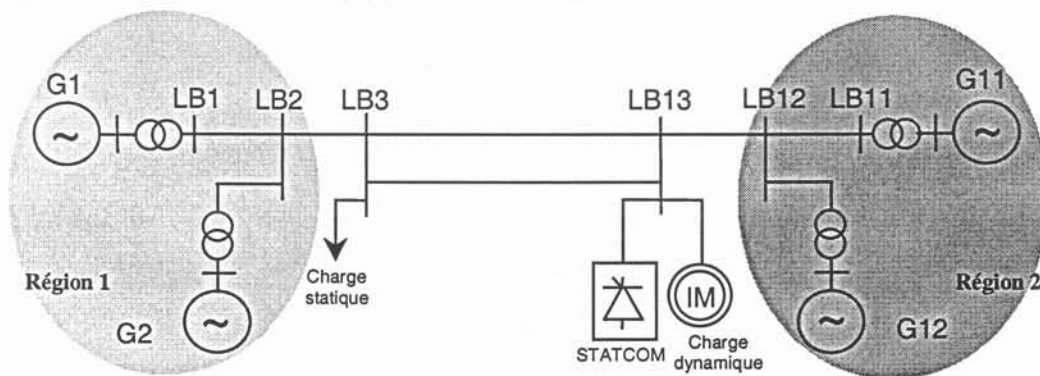 G1
LB1
LB2
LB3
LB13
LB12
LB11
G11
~
~
Région 1
Charge
statique
IM
Région 2
G2
~
STATCOM
Charge
dynamique
~
G12